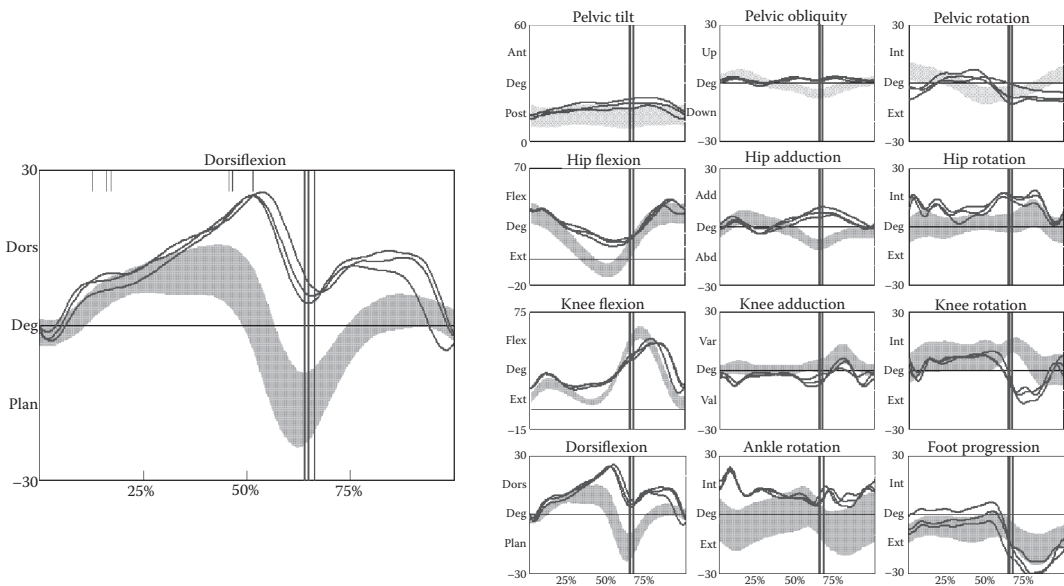 Dorsiflexion
30
Dors
Deg
Plan
−30
25%
50%
75%
Pelvic tilt
60
Ant
Deg
Post
0
Pelvic obliquity
30
Up
Deg
Down
−30
Pelvic rotation
30
Int
Deg
Ext
−30
Hip flexion
70
Flex
Deg
Ext
−20
Hip adduction
30
Add
Deg
Abd
−30
Hip rotation
30
Int
Deg
Ext
−30
Knee flexion
75
Flex
Deg
Ext
−15
Knee adduction
30
Var
Deg
Val
−30
Knee rotation
30
Int
Deg
Ext
−30
Dorsiflexion
30
Dors
Deg
Plan
−30
25% 50% 75%
Ankle rotation
30
Int
Deg
Ext
−30
25% 50% 75%
Foot progression
30
Int
Deg
Ext
−30
25% 50% 75%